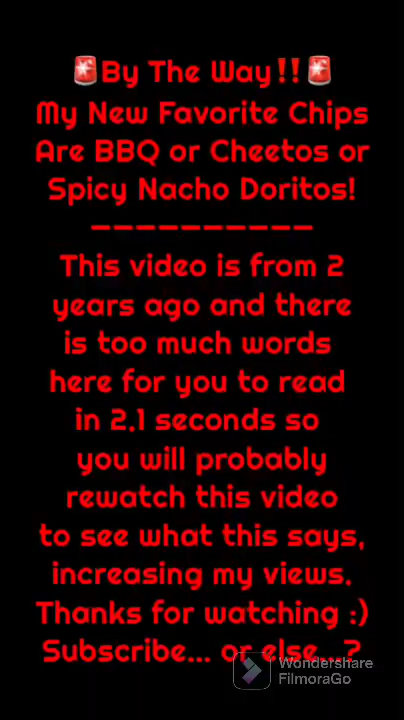 🚨By The Way‼️🚨
My New Favorite Chips
Are BBQ or Cheetos or
Spicy Nacho Doritos!
----------
This video is from 2
years ago and there
is too much words
here for you to read
in 2.1 seconds so
you will probably
rewatch this video
to see what this says,
increasing my views.
Thanks for watching :)
Subscribe... or else...?
Wondershare
FilmoraGo